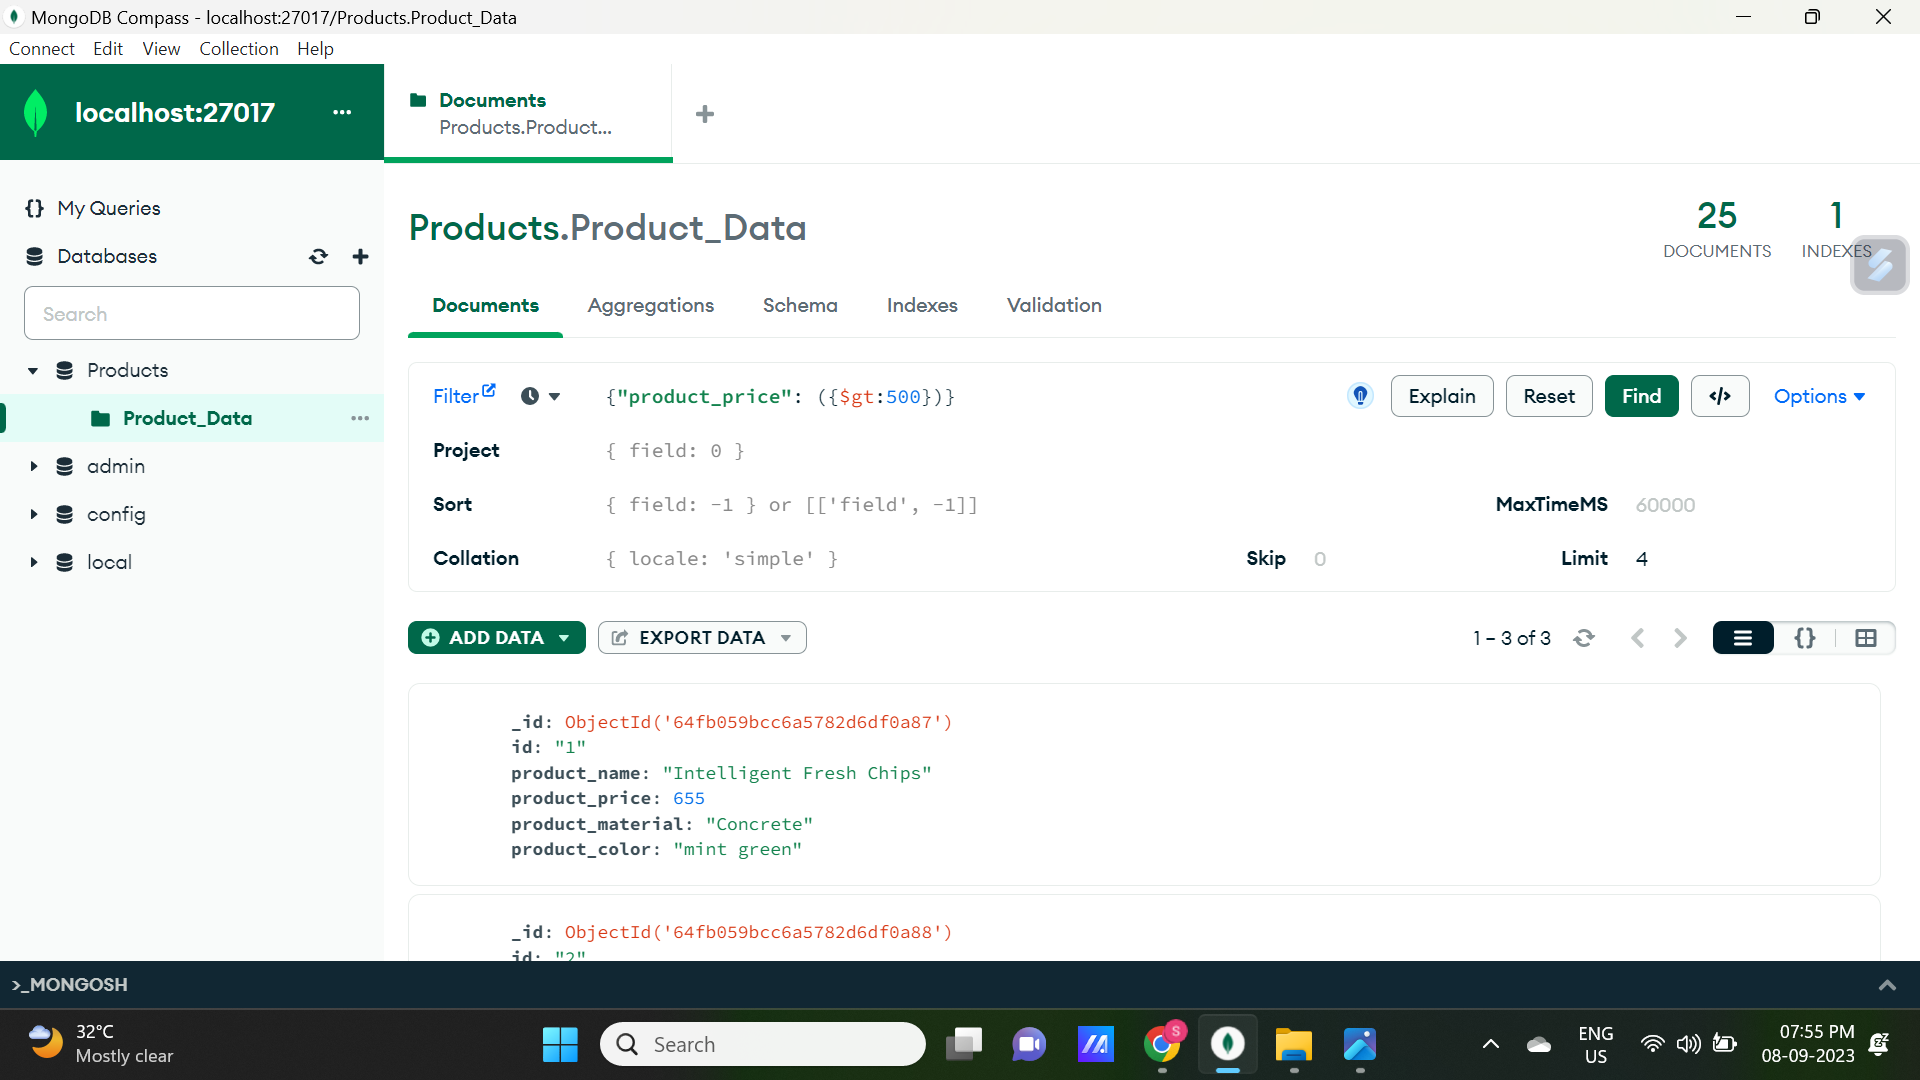 MongoDB Compass - localhost:27017/Products.Product_Data
Connect Edit View Collection Help
localhost:27017 ···
Documents
Products.Product...
{} My Queries
Databases
Search
Products
Product_Data ···
admin
config
local
Products.Product_Data
25
DOCUMENTS
1
INDEXES
Documents Aggregations Schema Indexes Validation
Filter {"product_price": ({$gt:500})} Explain Reset Find </> Options
Project { field: 0 }
Sort { field: -1 } or [['field', -1]] MaxTimeMS 60000
Collation { locale: 'simple' } Skip 0 Limit 4
ADD DATA EXPORT DATA 1 – 3 of 3 {}
_id: ObjectId('64fb059bcc6a5782d6df0a87')
id: "1"
product_name: "Intelligent Fresh Chips"
product_price: 655
product_material: "Concrete"
product_color: "mint green"
_id: ObjectId('64fb059bcc6a5782d6df0a88')
id: "2"
>_MONGOSH
32°C
Mostly clear
Search
S
ENG
US
07:55 PM
08-09-2023